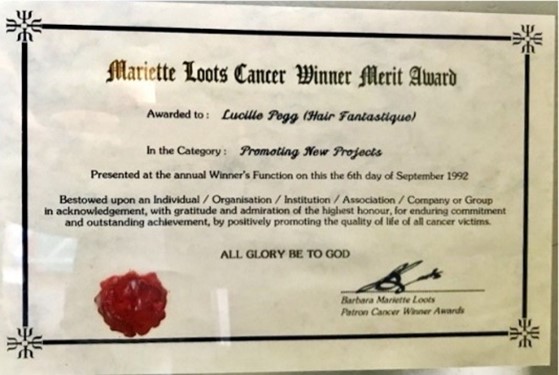 Mariette Loots Cancer Winner Merit Award
Awarded to : Lucille Pegg (Hair Fantastique)
In the Category : Promoting New Projects
Presented at the annual Winner's Function on this the 6th day of September 1992
Bestowed upon an Individual / Organisation / Institution / Association / Company or Group
in acknowledgement, with gratitude and admiration of the highest honour, for enduring commitment
and outstanding achievement, by positively promoting the quality of life of all cancer victims.
ALL GLORY BE TO GOD
Barbara Mariette Loots
Patron Cancer Winner Awards